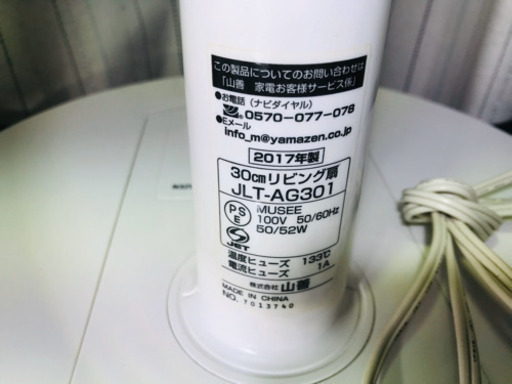 この製品についてのお問い合わせは
「山善 家電お客様サービス係」
●お電話(ナビダイヤル)
0570-077-078
●Eメール
info_m@yamazen.co.jp
2017年製
30cmリビング扇
JLT-AG301
PS
E
MUSEE
100V 50/60Hz
50/52W
JET
温度ヒューズ 133℃
電流ヒューズ 1A
株式会社 山善
MADE IN CHINA
NO. 7013740